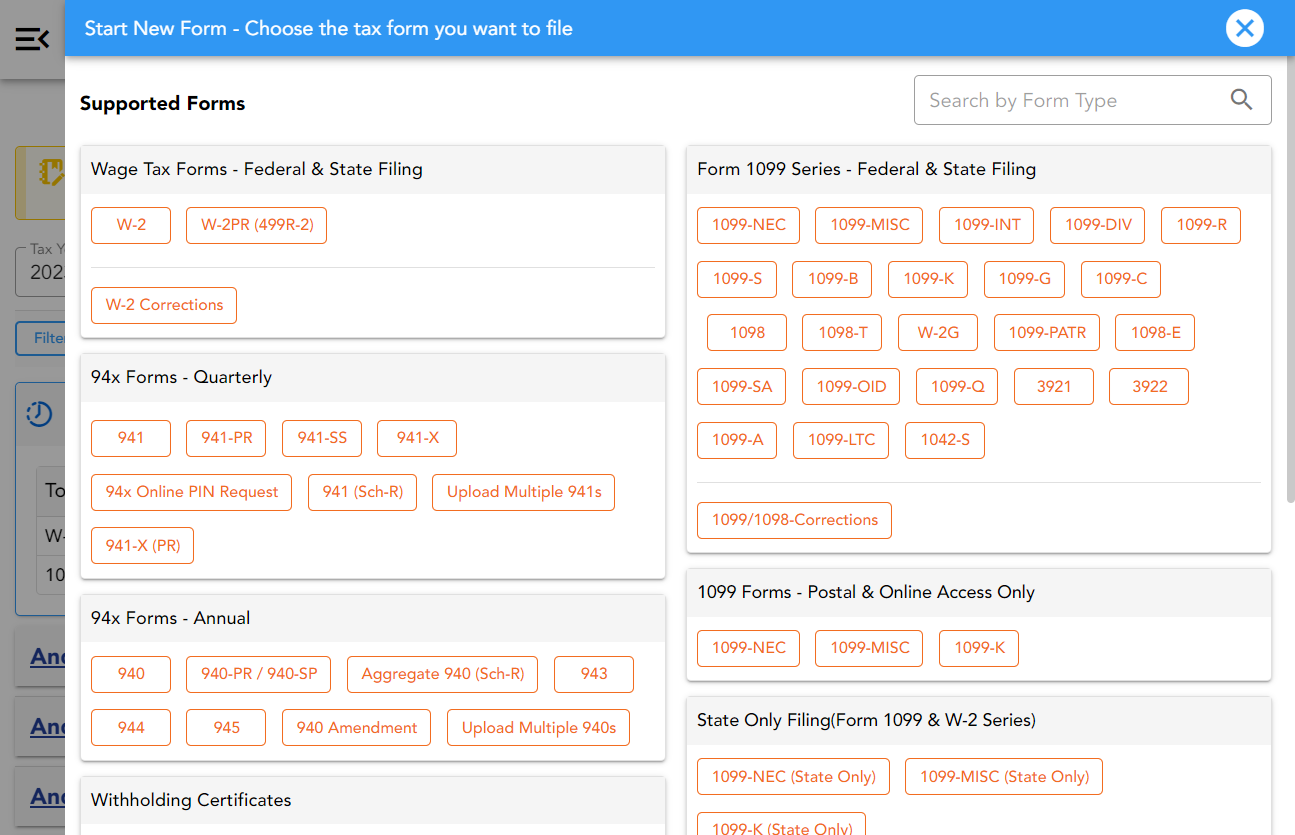 Start New Form - Choose the tax form you want to file
Supported Forms
Search by Form Type
Wage Tax Forms - Federal & State Filing
W-2 W-2PR (499R-2)
W-2 Corrections
94x Forms - Quarterly
941 941-PR 941-SS 941-X
94x Online PIN Request 941 (Sch-R) Upload Multiple 941s
941-X (PR)
94x Forms - Annual
940 940-PR / 940-SP Aggregate 940 (Sch-R) 943
944 945 940 Amendment Upload Multiple 940s
Withholding Certificates
Form 1099 Series - Federal & State Filing
1099-NEC 1099-MISC 1099-INT 1099-DIV 1099-R
1099-S 1099-B 1099-K 1099-G 1099-C
1098 1098-T W-2G 1099-PATR 1098-E
1099-SA 1099-OID 1099-Q 3921 3922
1099-A 1099-LTC 1042-S
1099/1098-Corrections
1099 Forms - Postal & Online Access Only
1099-NEC 1099-MISC 1099-K
State Only Filing(Form 1099 & W-2 Series)
1099-NEC (State Only) 1099-MISC (State Only)
1099-K (State Only)
Tax Y
202
Filte
To
W-
10